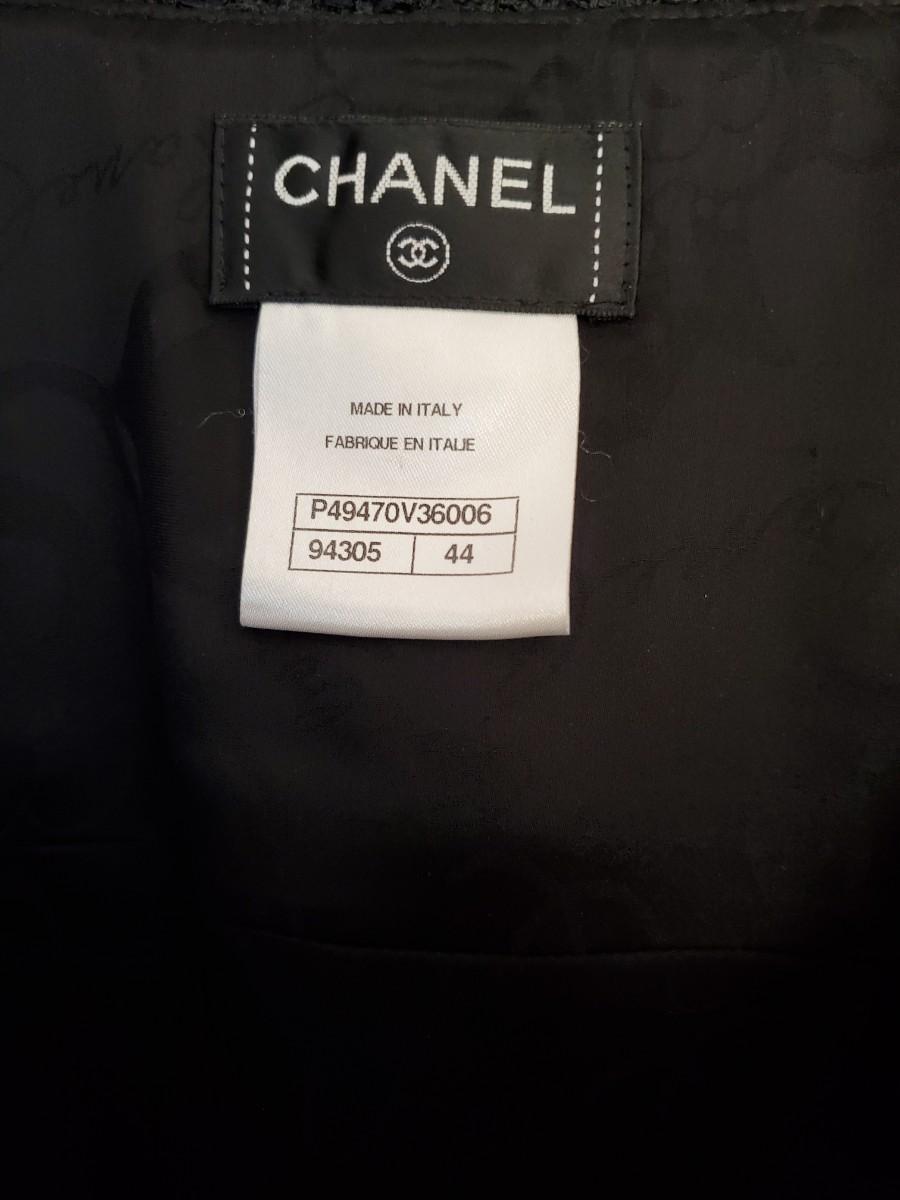 CHANEL
MADE IN ITALY
FABRIQUE EN ITALIE
P49470V36006
94305 44